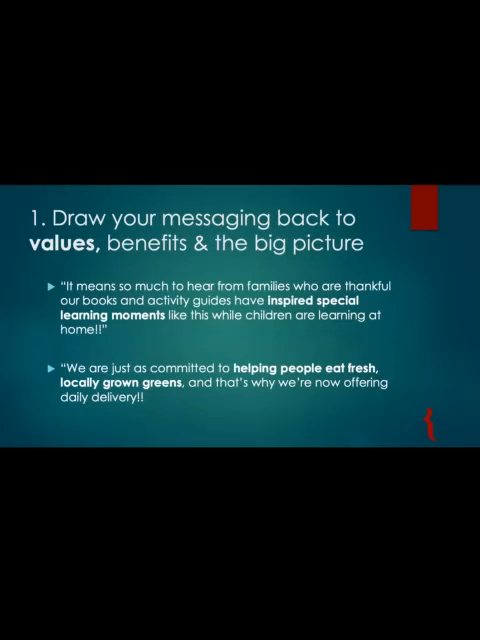 1. Draw your messaging back to
values, benefits & the big picture
"It means so much to hear from families who are thankful
our books and activity guides have inspired special
learning moments like this while children are learning at
home!!"
"We are just as committed to helping people eat fresh,
locally grown greens, and that's why we're now offering
daily delivery!!
{